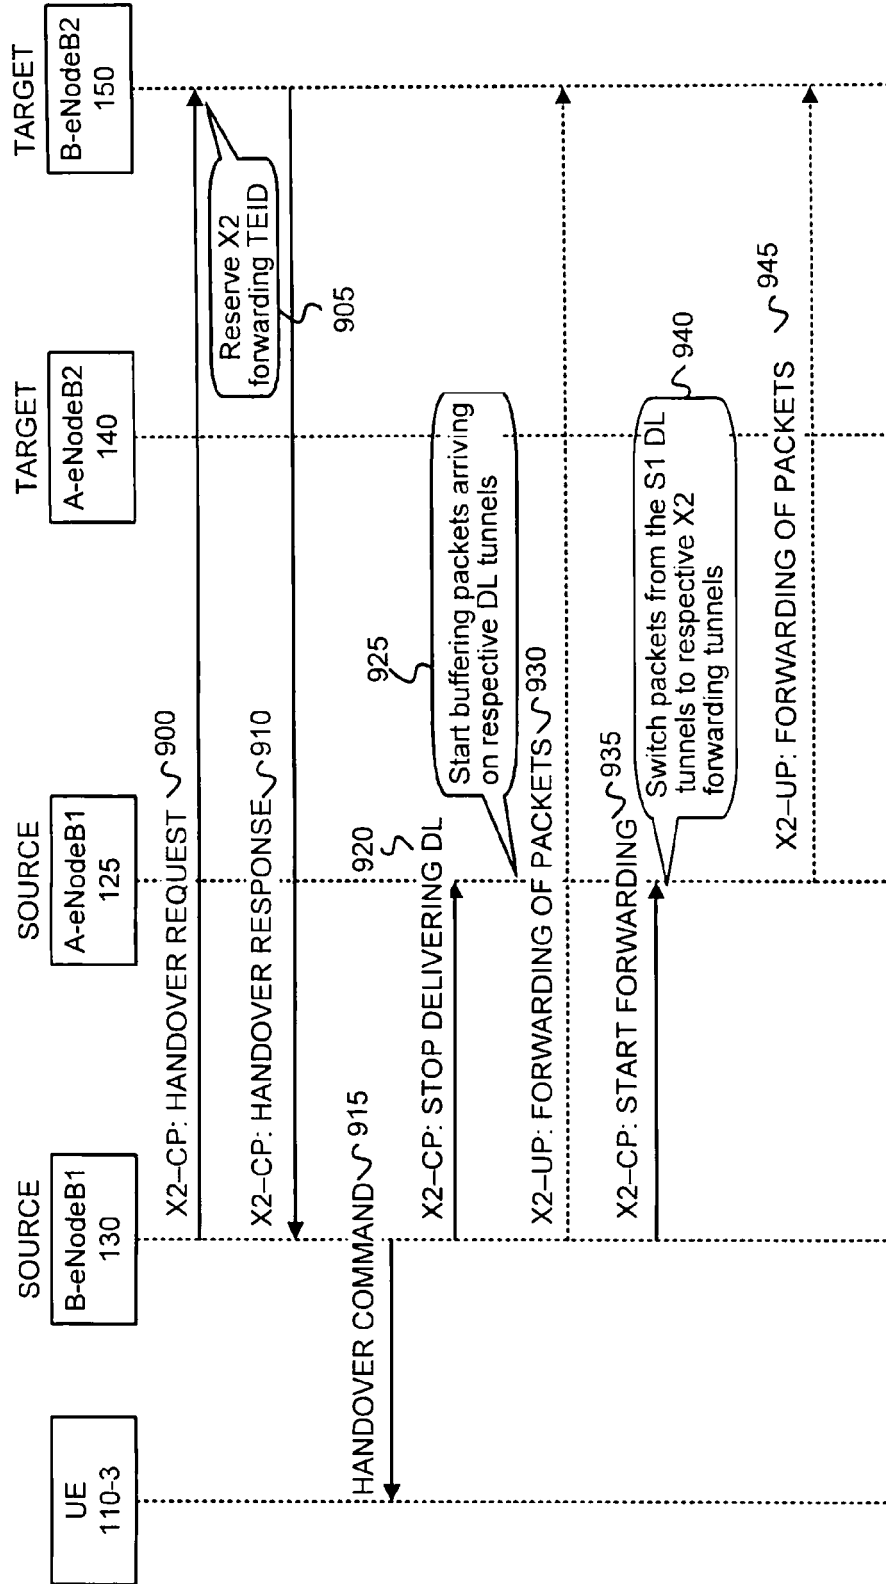 SOURCE
SOURCE
TARGET
TARGET
UE
110-3
B-eNodeB1
130
A-eNodeB1
125
A-eNodeB2
140
B-eNodeB2
150
X2–CP: HANDOVER REQUEST 900
Reserve X2
forwarding TEID
905
X2–CP: HANDOVER RESPONSE 910
HANDOVER COMMAND 915
920
X2–CP: STOP DELIVERING DL
925
Start buffering packets arriving
on respective DL tunnels
X2–UP: FORWARDING OF PACKETS 930
X2–CP: START FORWARDING 935
940
Switch packets from the S1 DL
tunnels to respective X2
forwarding tunnels
X2–UP: FORWARDING OF PACKETS 945